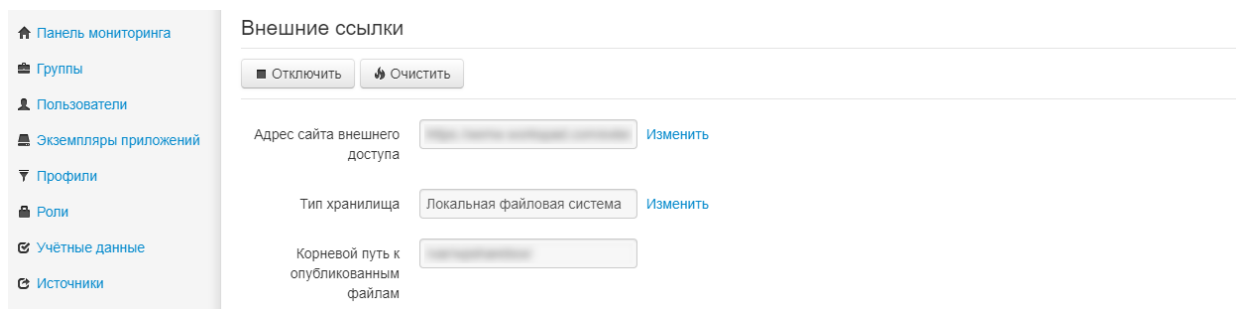 Панель мониторинга
Группы
Пользователи
Экземпляры приложений
Профили
Роли
Учётные данные
Источники
Внешние ссылки
Отключить
Очистить
Адрес сайта внешнего
доступа
Изменить
Тип хранилища
Локальная файловая система
Изменить
Корневой путь к
опубликованным
файлам